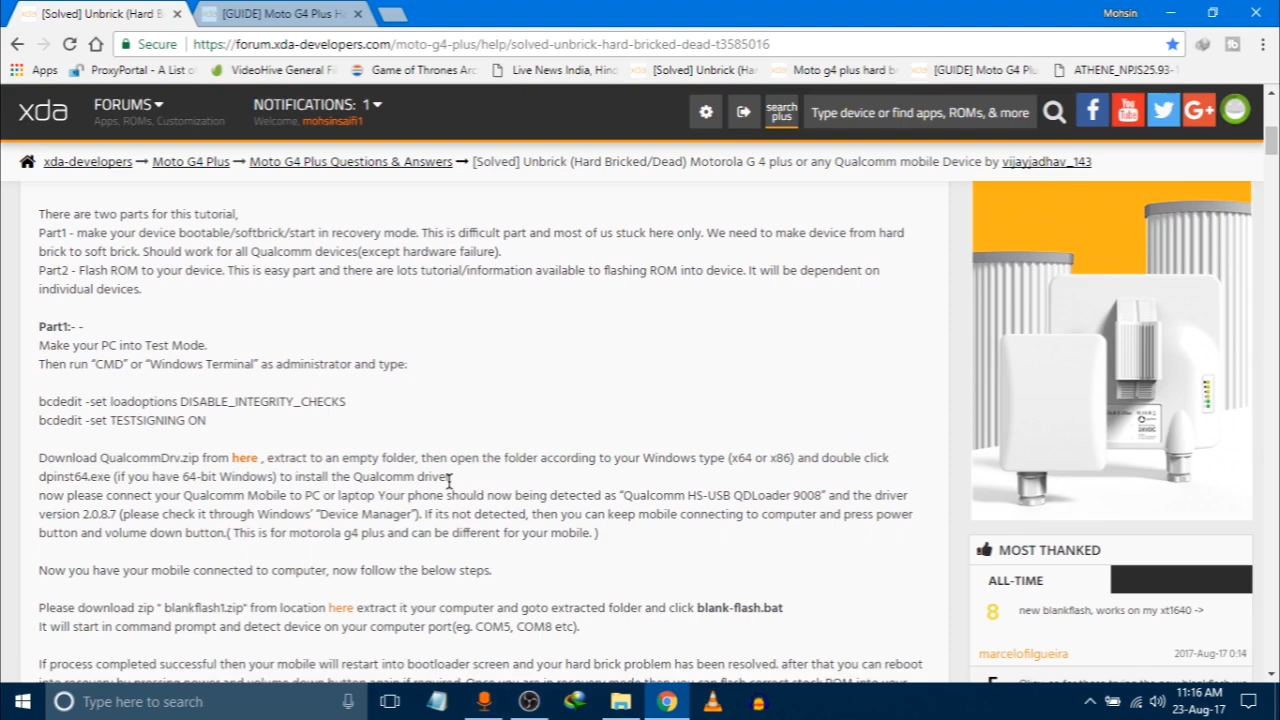 [Solved] Unbrick (Hard B
[GUIDE] Moto G4 Plus H
Mohsin
Secure
https://forum.xda-developers.com/moto-g4-plus/help/solved-unbrick-hard-bricked-dead-t3585016
Apps
ProxyPortal - A List o
VideoHive General F
Game of Thrones Arc
Live News India, Hin
[Solved] Unbrick (Ha
Moto g4 plus hard b
[GUIDE] Moto G4 Plu
ATHENE_NPJS25.93-1
xda
FORUMS
Apps, ROMs, Customization
NOTIFICATIONS: 1
Welcome, mohsinsaifi1
search plus
Type device or find apps, ROMs, & more
You Tube
G+
xda-developers → Moto G4 Plus → Moto G4 Plus Questions & Answers → [Solved] Unbrick (Hard Bricked/Dead) Motorola G 4 plus or any Qualcomm mobile Device by vijayjadhav_143
There are two parts for this tutorial,
Part1 - make your device bootable/softbrick/start in recovery mode. This is difficult part and most of us stuck here only. We need to make device from hard
brick to soft brick. Should work for all Qualcomm devices(except hardware failure).
Part2 - Flash ROM to your device. This is easy part and there are lots tutorial/information available to flashing ROM into device. It will be dependent on
individual devices.
Part1:- -
Make your PC into Test Mode.
Then run “CMD” or “Windows Terminal” as administrator and type:
bcdedit -set loadoptions DISABLE_INTEGRITY_CHECKS
bcdedit -set TESTSIGNING ON
Download QualcommDrv.zip from here , extract to an empty folder, then open the folder according to your Windows type (x64 or x86) and double click
dpinst64.exe (if you have 64-bit Windows) to install the Qualcomm driver
now please connect your Qualcomm Mobile to PC or laptop Your phone should now being detected as “Qualcomm HS-USB QDLoader 9008” and the driver
version 2.0.8.7 (please check it through Windows’ “Device Manager”). If its not detected, then you can keep mobile connecting to computer and press power
button and volume down button.( This is for motorola g4 plus and can be different for your mobile. )
Now you have your mobile connected to computer, now follow the below steps.
Please download zip " blankflash1.zip" from location here extract it your computer and goto extracted folder and click blank-flash.bat
It will start in command prompt and detect device on your computer port(eg. COM5, COM8 etc).
If process completed successful then your mobile will restart into bootloader screen and your hard brick problem has been resolved. after that you can reboot
MOST THANKED
ALL-TIME
8
new blankflash, works on my xt1640 ->
marcelofilgueira
2017-Aug-17 0:14
Type here to search
11:16 AM
23-Aug-17